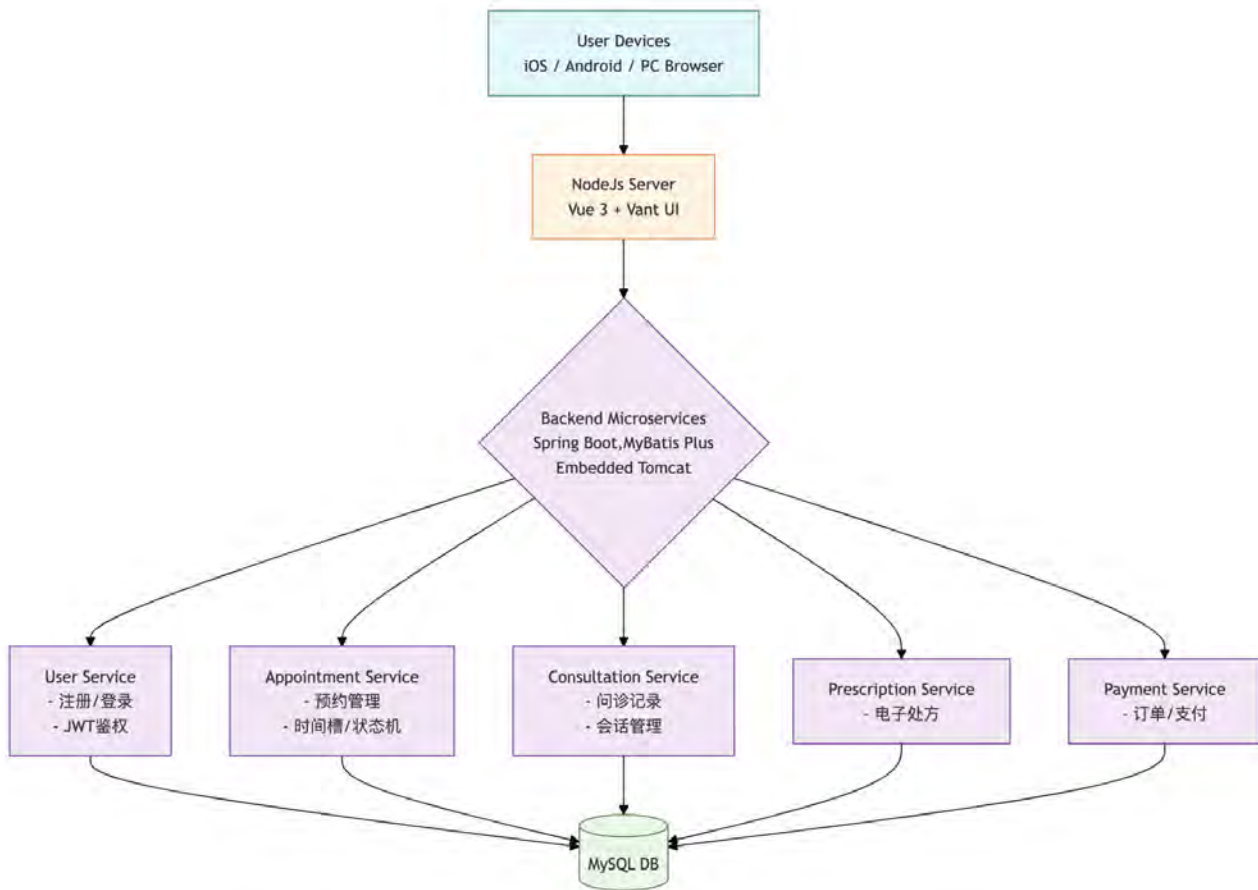 User Devices
iOS / Android / PC Browser
NodeJs Server
Vue 3 + Vant UI
Backend Microservices
Spring Boot,MyBatis Plus
Embedded Tomcat
User Service
- 注册/登录
- JWT鉴权
Appointment Service
- 预约管理
- 时间槽/状态机
Consultation Service
- 问诊记录
- 会话管理
Prescription Service
- 电子处方
Payment Service
- 订单/支付
MySQL DB